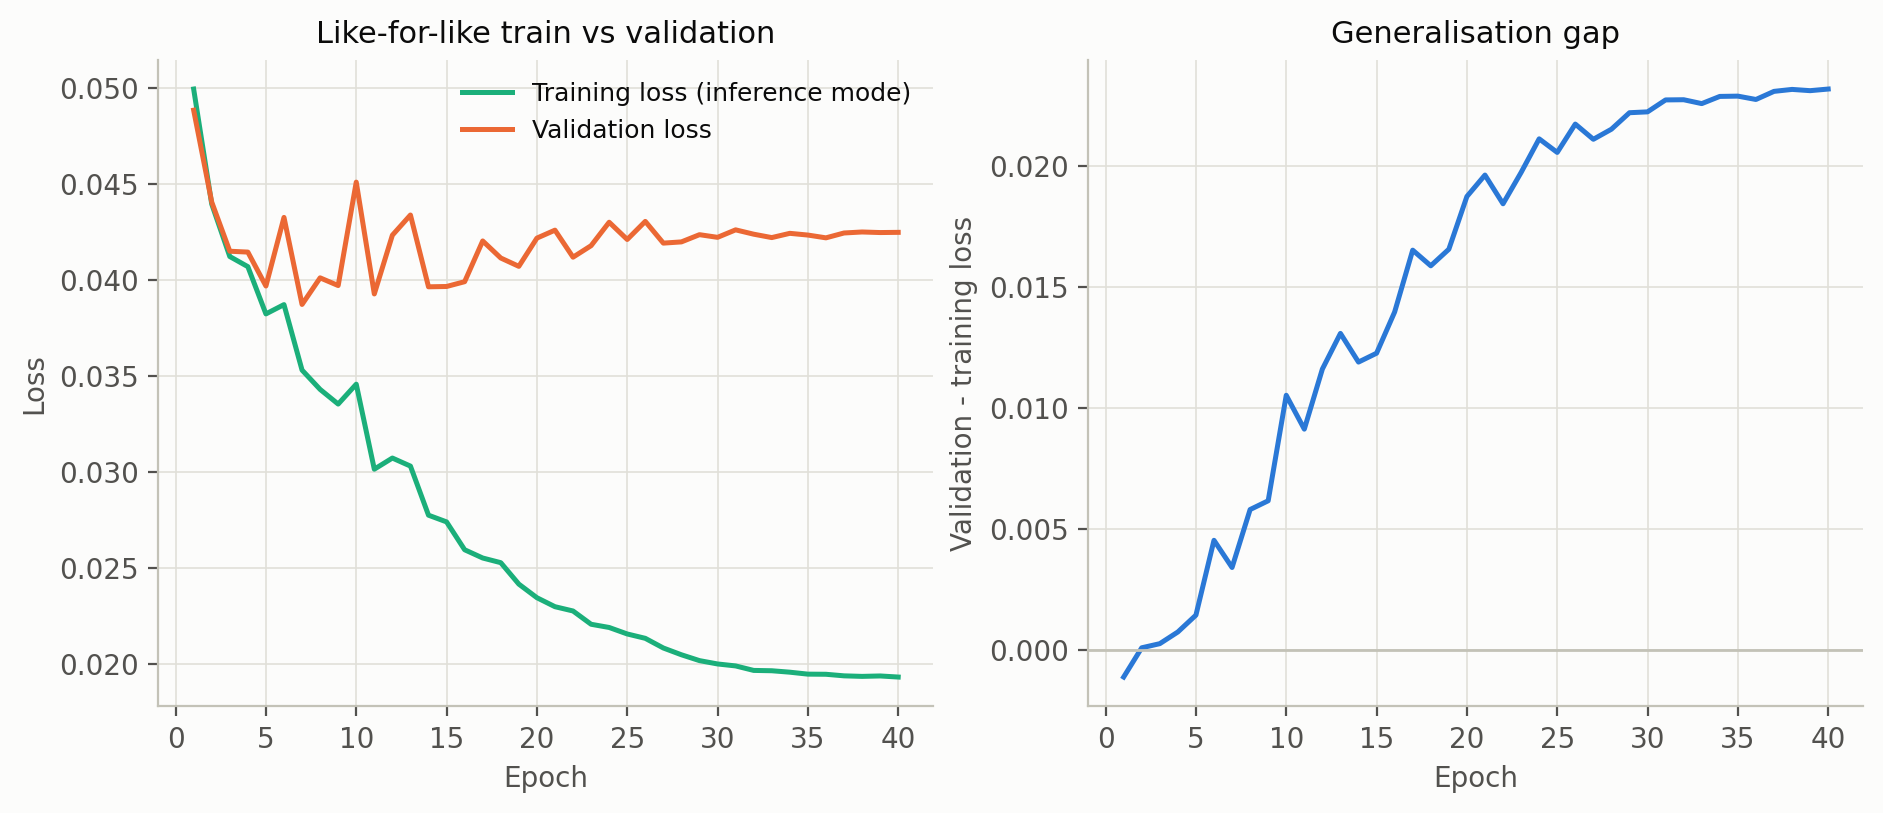 Like-for-like train vs validation
Training loss (inference mode)
Validation loss
Loss
0.050
0.045
0.040
0.035
0.030
0.025
0.020
0 5 10 15 20 25 30 35 40
Epoch
Generalisation gap
Validation - training loss
0.020
0.015
0.010
0.005
0.000
0 5 10 15 20 25 30 35 40
Epoch